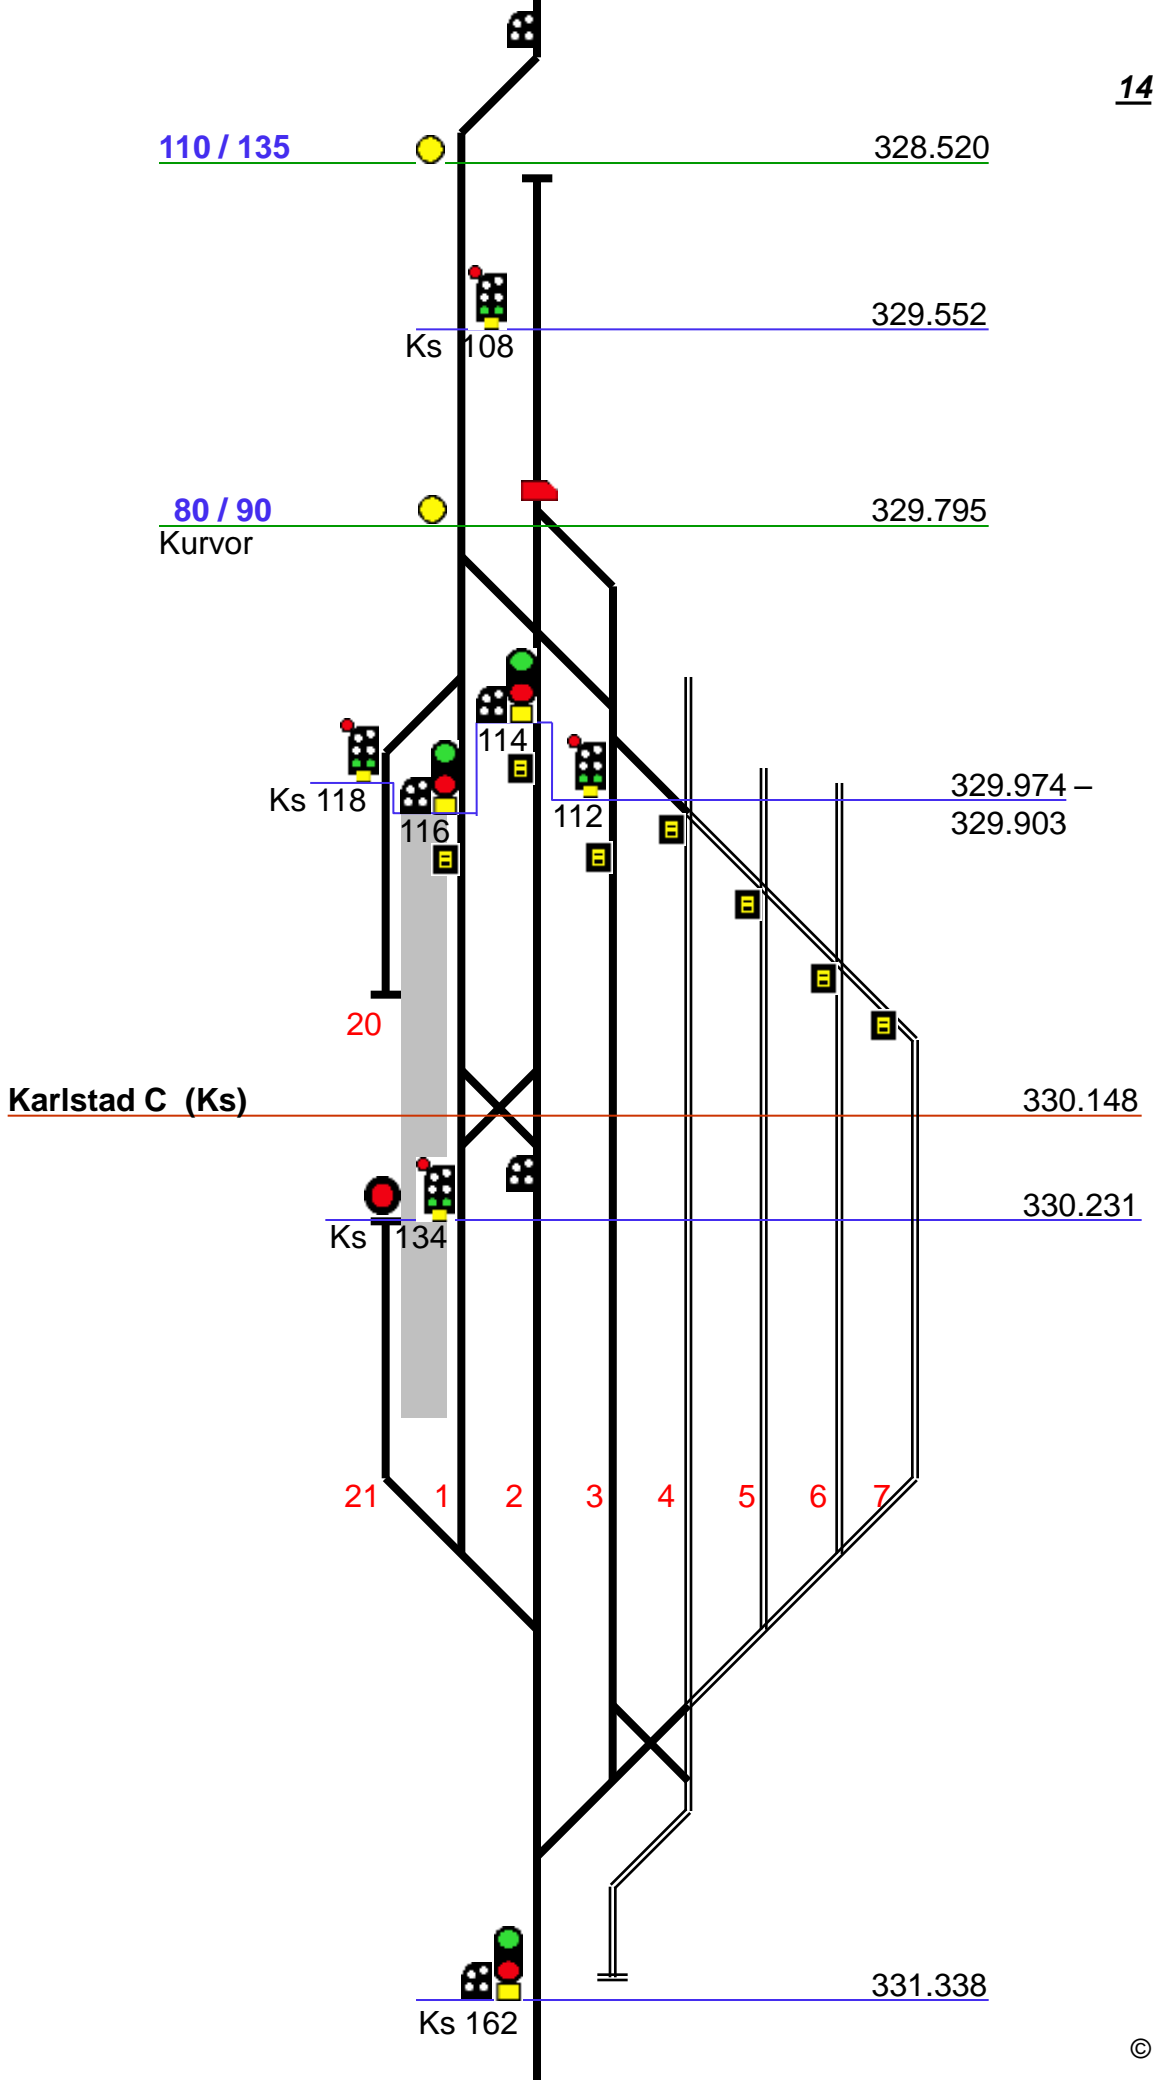 14
110 / 135 328.520
329.552
Ks 108
80 / 90 329.795
Kurvor
114
Ks 118
116
112
329.974 –
329.903
20
Karlstad C (Ks) 330.148
330.231
Ks 134
21 1 2 3 4 5 6 7
331.338
Ks 162
©